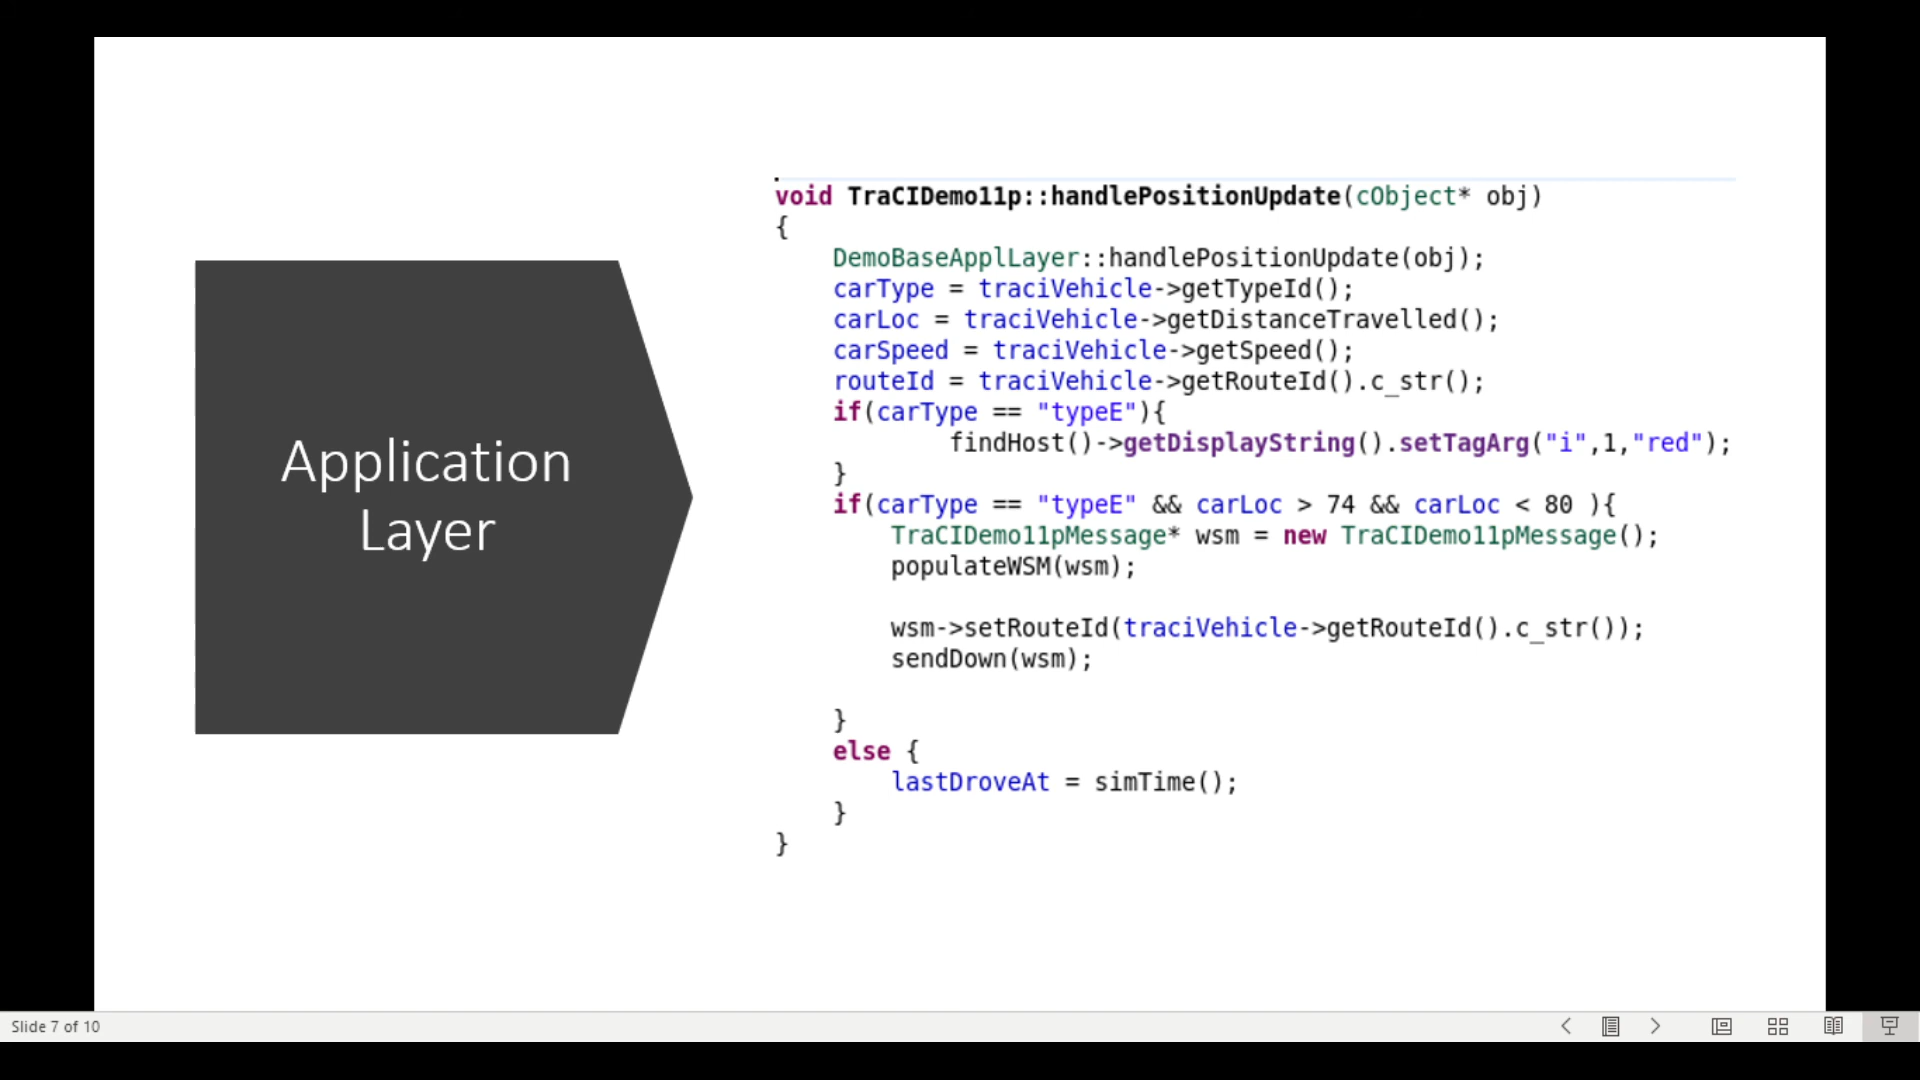 Application
Layer
void TraCIDemo11p::handlePositionUpdate(cObject* obj)
{
    DemoBaseApplLayer::handlePositionUpdate(obj);
    carType = traciVehicle->getTypeId();
    carLoc = traciVehicle->getDistanceTravelled();
    carSpeed = traciVehicle->getSpeed();
    routeId = traciVehicle->getRouteId().c_str();
    if(carType == "typeE"){
            findHost()->getDisplayString().setTagArg("i",1,"red");
    }
    if(carType == "typeE" && carLoc > 74 && carLoc < 80 ){
        TraCIDemo11pMessage* wsm = new TraCIDemo11pMessage();
        populateWSM(wsm);
        wsm->setRouteId(traciVehicle->getRouteId().c_str());
        sendDown(wsm);
    }
    else {
        lastDroveAt = simTime();
    }
}
Slide 7 of 10